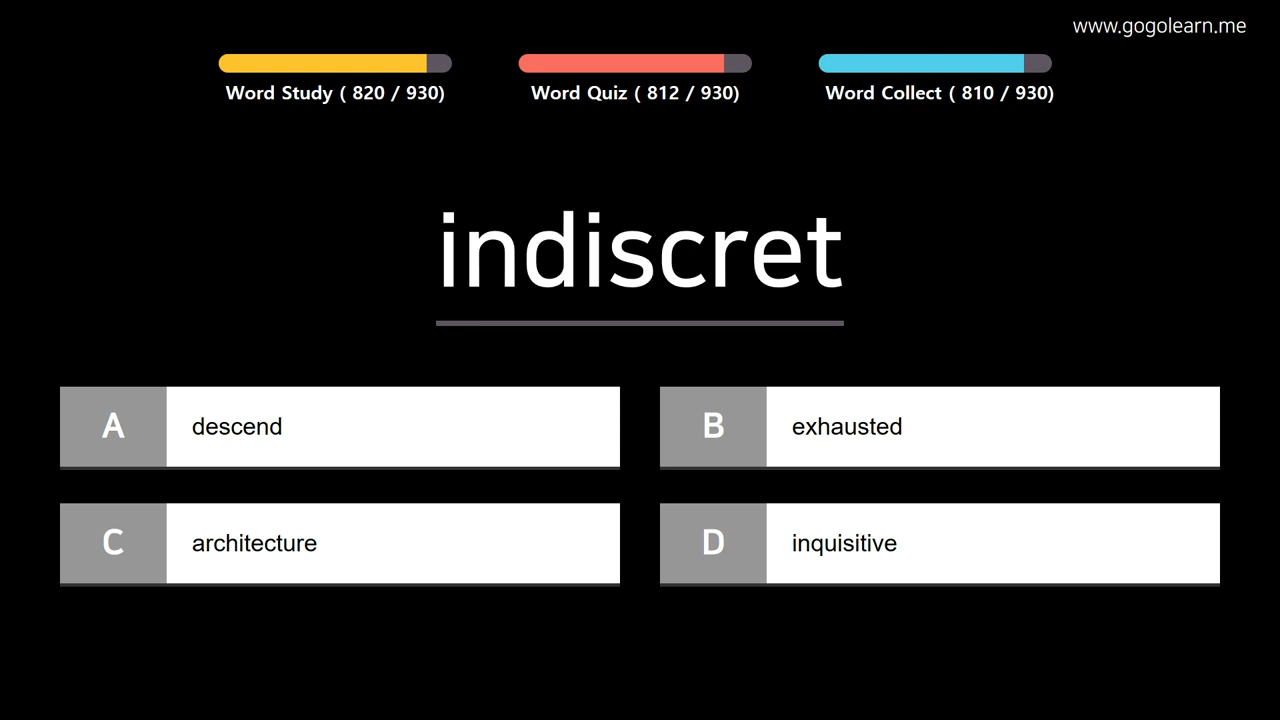 www.gogolearn.me
Word Study ( 820 / 930)
Word Quiz ( 812 / 930)
Word Collect ( 810 / 930)
indiscret
A descend
B exhausted
C architecture
D inquisitive